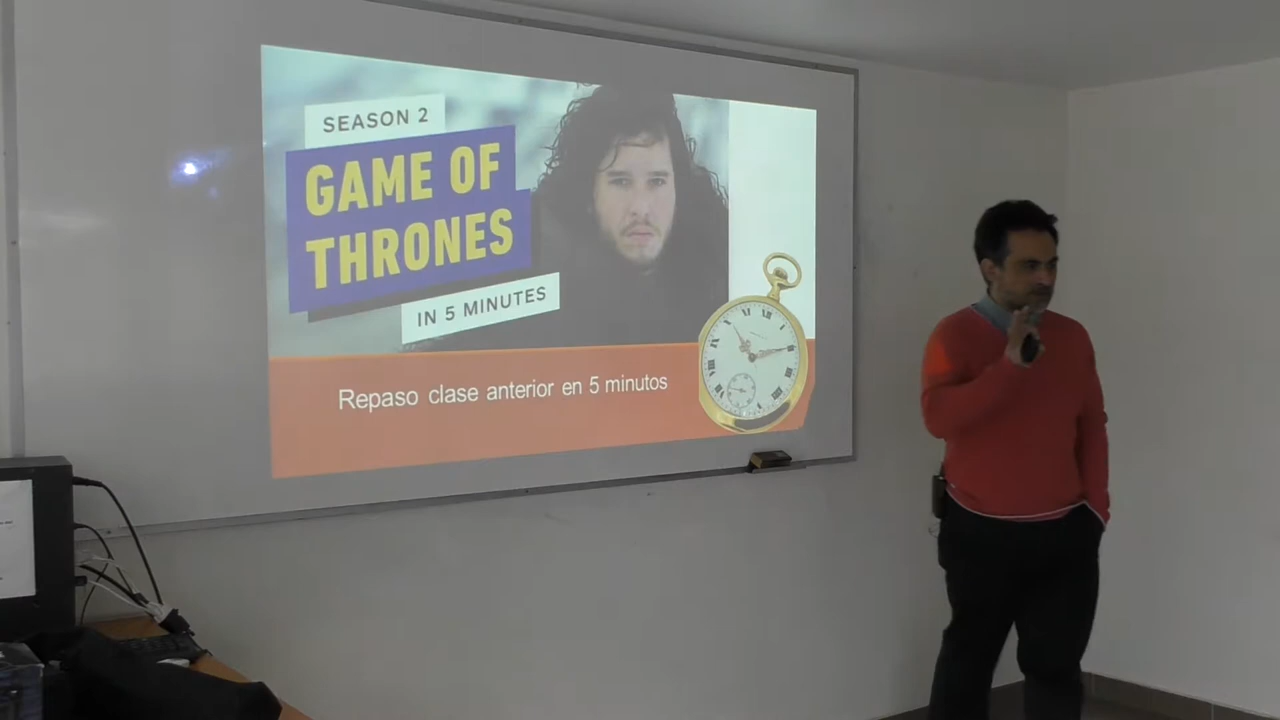 SEASON 2
GAME OF
THRONES
IN 5 MINUTES
Repaso clase anterior en 5 minutos